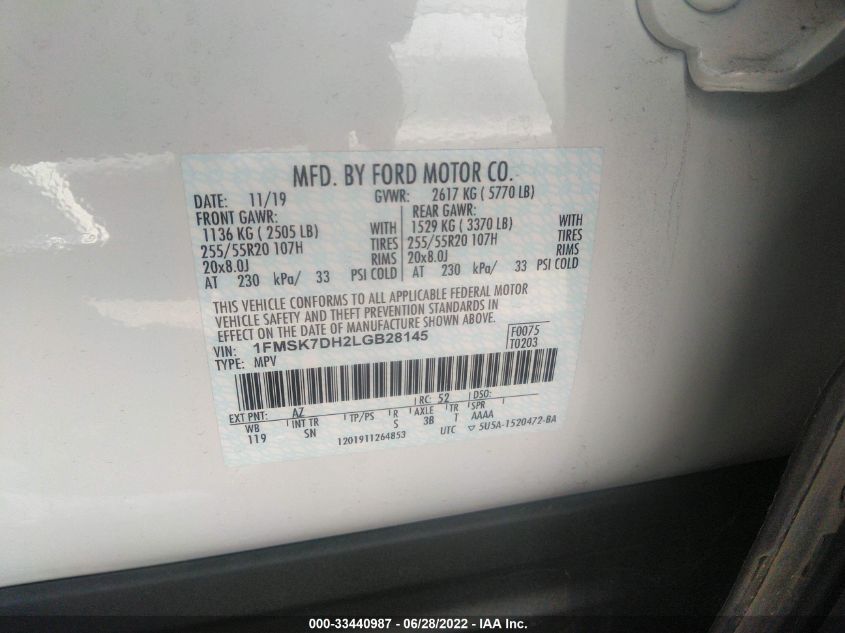 MFD. BY FORD MOTOR CO.
DATE: 11/19 GVWR: 2617 KG ( 5770 LB)
FRONT GAWR: REAR GAWR:
1136 KG ( 2505 LB) WITH 1529 KG ( 3370 LB) WITH
255/55R20 107H TIRES 255/55R20 107H TIRES
20x8.0J RIMS 20x8.0J RIMS
AT 230 kPa/ 33 PSI COLD AT 230 kPa/ 33 PSI COLD
THIS VEHICLE CONFORMS TO ALL APPLICABLE FEDERAL MOTOR
VEHICLE SAFETY AND THEFT PREVENTION STANDARDS IN
EFFECT ON THE DATE OF MANUFACTURE SHOWN ABOVE.
VIN: 1FMSK7DH2LGB28145 F0075
TYPE: MPV T0203
EXT PNT: AZ RC: 52 DSO:
WB INT TR TP/PS R AXLE TR SPR
119 SN S 3B T AAAA
1201911264853 UTC ▽ 5U5A-1520472-BA
000-33440987 - 06/28/2022 - IAA Inc.